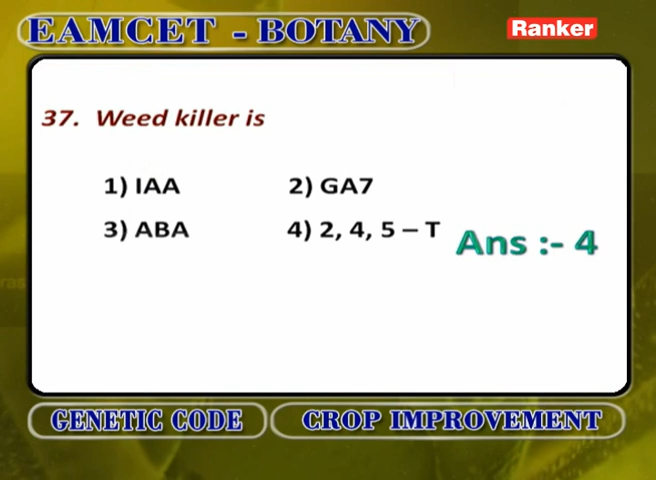 EAMCET - BOTANY
Ranker
37. Weed killer is
1) IAA 2) GA7
3) ABA 4) 2, 4, 5 – T
Ans :- 4
GENETIC CODE CROP IMPROVEMENT